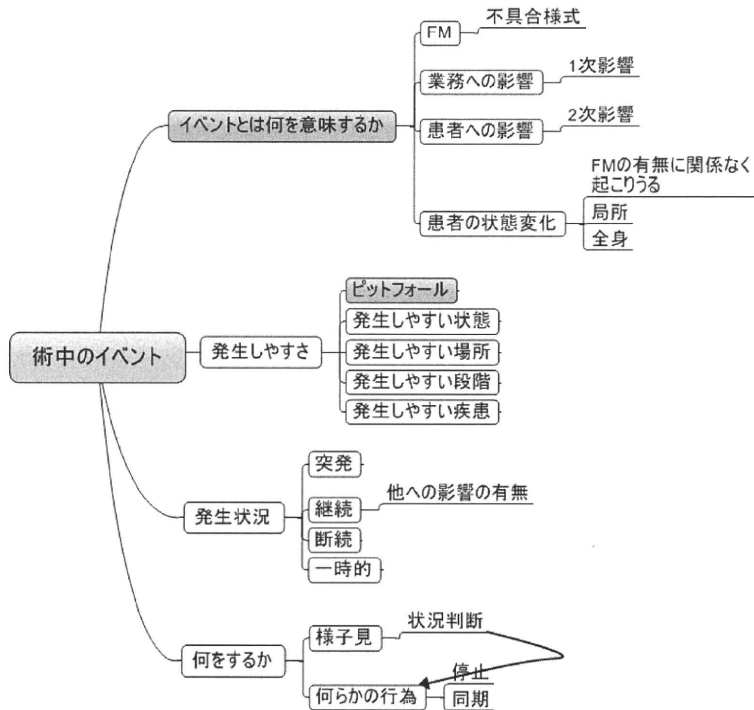 術中のイベント
イベントとは何を意味するか
FM
不具合様式
業務への影響
1次影響
患者への影響
2次影響
患者の状態変化
FMの有無に関係なく
起こりうる
局所
全身
発生しやすさ
ピットフォール
発生しやすい状態
発生しやすい場所
発生しやすい段階
発生しやすい疾患
発生状況
突発
継続
他への影響の有無
断続
一時的
何をするか
様子見
状況判断
何らかの行為
停止
同期